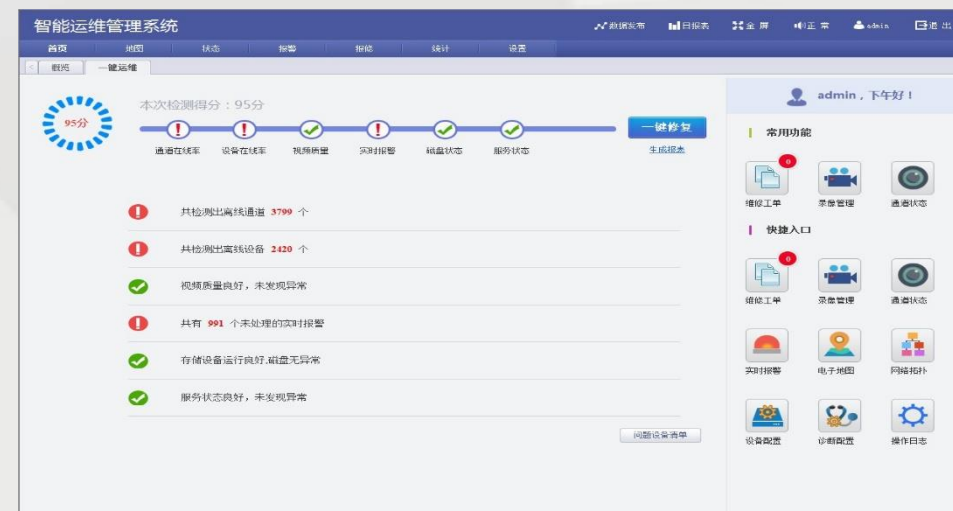 智能运维管理系统
数据发布 日报表 全 屏 正 常 admin 退 出
首页 地图 状态 报警 报修 统计 设置
概览 一键运维
admin，下午好！
95分
本次检测得分：95分
一键修复
通道在线率 设备在线率 视频质量 实时报警 磁盘状态 服务状态
生成报表
共检测出离线通道 3799 个
共检测出离线设备 2420 个
视频质量良好，未发现异常
共有 991 个未处理的实时报警
存储设备运行良好,磁盘无异常
服务状态良好，未发现异常
问题设备清单
常用功能
0
维修工单 录像管理 通道状态
快捷入口
0
维修工单 录像管理 通道状态
实时报警 电子地图 网络拓扑
设备配置 诊断配置 操作日志